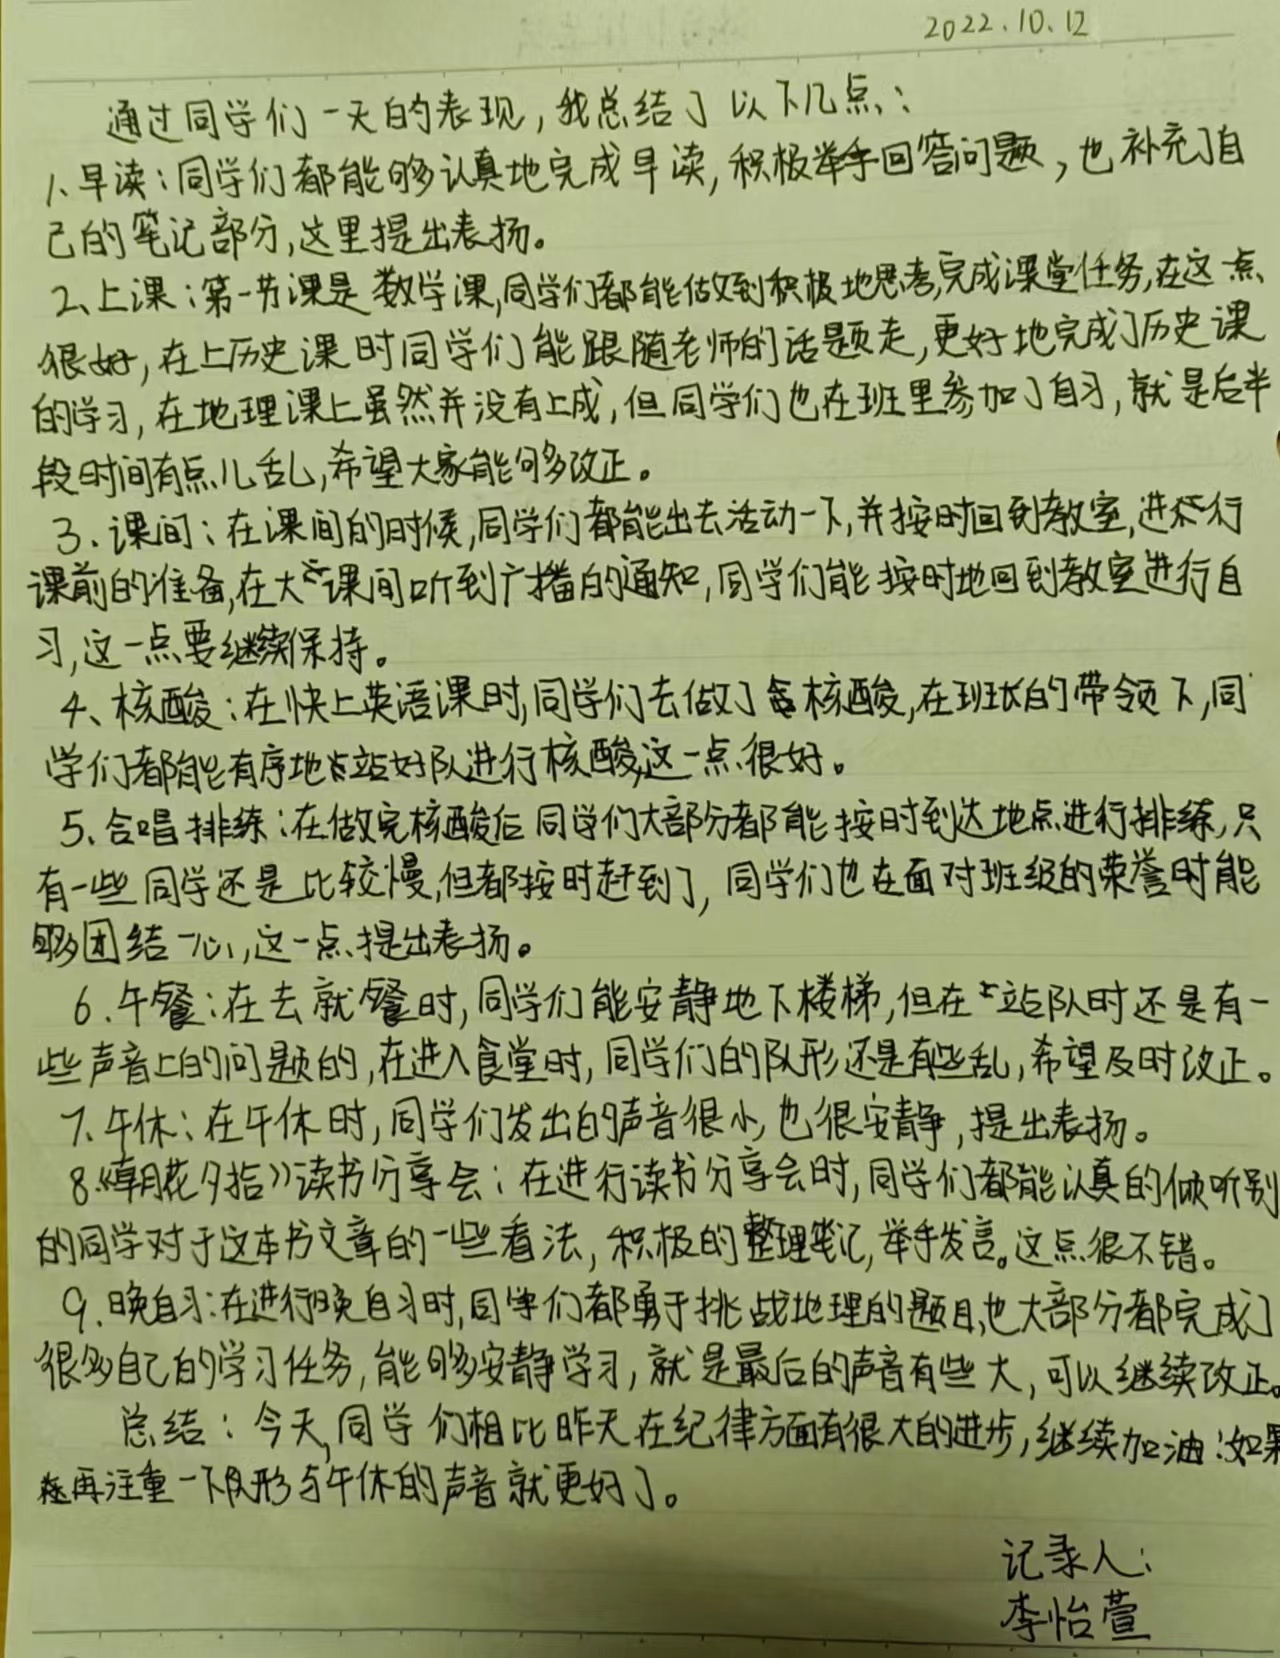 2022.10.12
通过同学们一天的表现，我总结了以下几点：
1、早读：同学们都能够认真地完成早读，积极举手回答问题，也补充了自
己的笔记部分，这里提出表扬。
2、上课：第一节课是数学课，同学们都能做到积极地思考，完成课堂任务，在这一点
很好，在上历史课时同学们能跟随老师的话题走，更好地完成了历史课
的学习，在地理课上虽然并没有上成，但同学们也在班里参加了自习，就是后半
段时间有点儿乱，希望大家能够改正。
3、课间：在课间的时候，同学们都能出去活动一下，并按时回到教室，进行
课前的准备，在大课间听到广播的通知，同学们能按时地回到教室进行自
习，这一点要继续保持。
4、核酸：在快上英语课时，同学们去做了核酸，在班长的带领下，同
学们都能有序地站好队进行核酸，这一点很好。
5、合唱排练：在做完核酸后同学们大部分都能按时到达地点进行排练，只
有一些同学还是比较慢，但都按时赶到了，同学们也在面对班级的荣誉时能
够团结一心，这一点提出表扬。
6、午餐：在去就餐时，同学们能安静地下楼梯，但在站队时还是有一
些声音上的问题的，在进入食堂时，同学们的队形还是有些乱，希望及时改正。
7、午休：在午休时，同学们发出的声音很小，也很安静，提出表扬。
8、《朝花夕拾》读书分享会：在进行读书分享会时，同学们都能认真的倾听别
的同学对于这本书文章的一些看法，积极的整理笔记，举手发言。这点很不错。
9、晚自习：在进行晚自习时，同学们都勇于挑战地理的题目，也大部分都完成了
很多自己的学习任务，能够安静学习，就是最后的声音有些大，可以继续改正。
总结：今天，同学们相比昨天在纪律方面有很大的进步，继续加油！如果
再注重一下队形与午休的声音就更好了。
记录人：
李怡萱